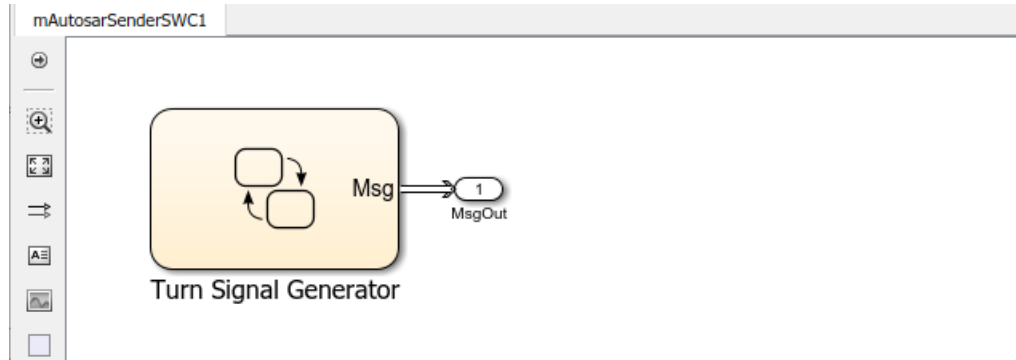 mAutosarSenderSWC1
Msg
1
MsgOut
Turn Signal Generator
A